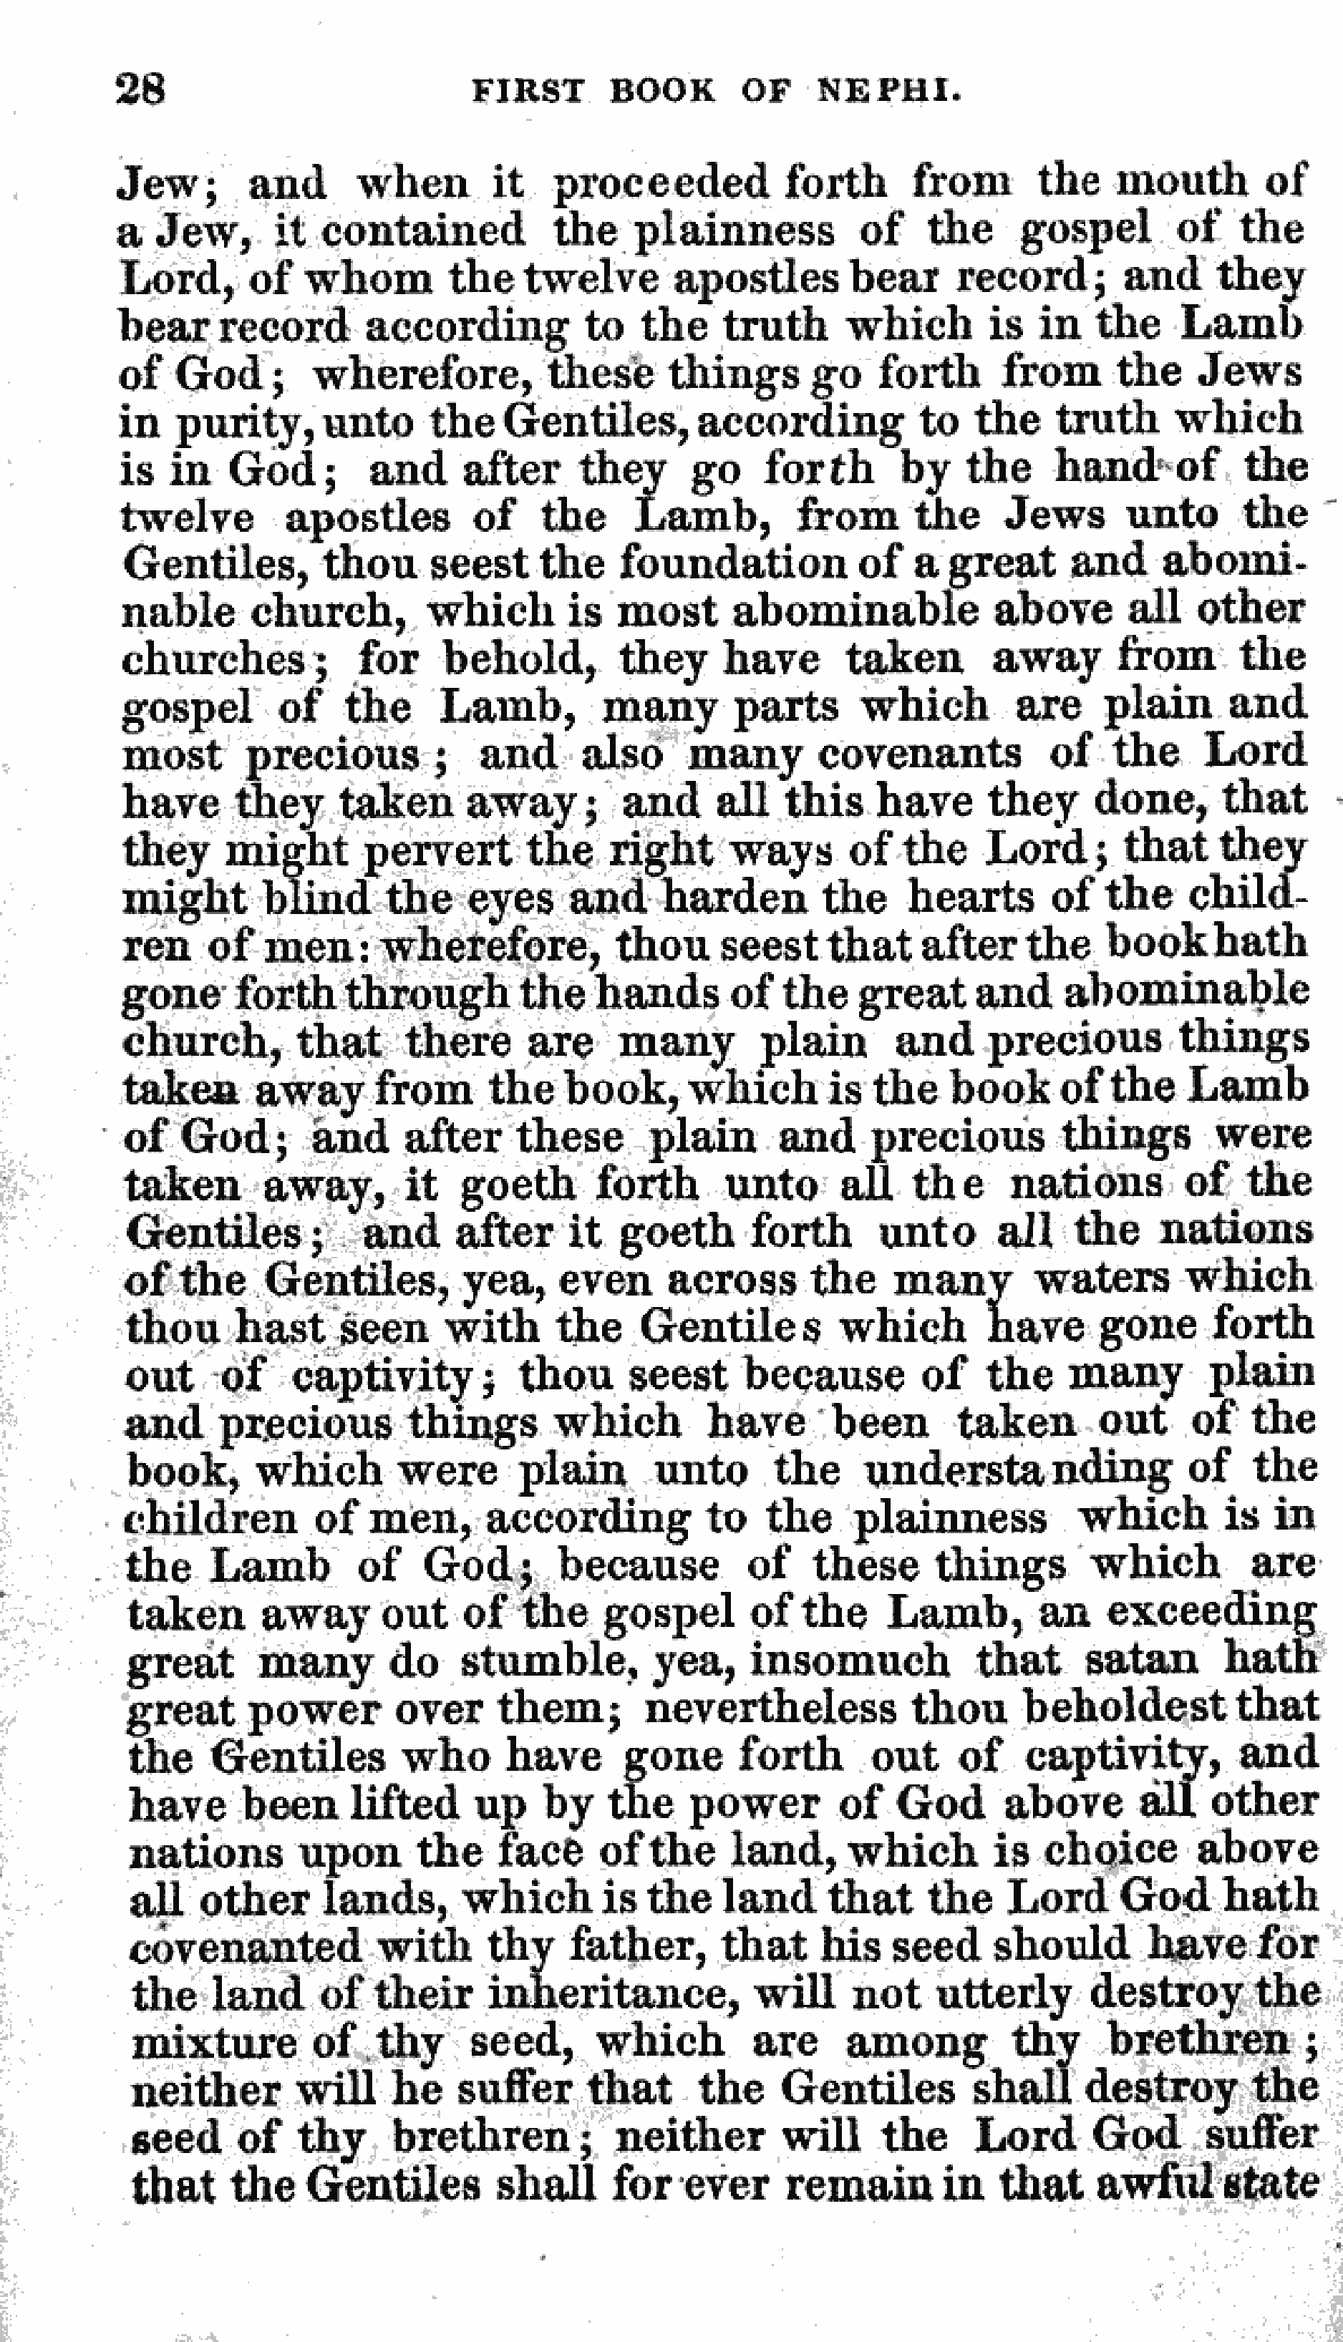 28 FIRST BOOK OF NEPHI.
Jew; and when it proceeded forth from the mouth of
a Jew, it contained the plainness of the gospel of the
Lord, of whom the twelve apostles bear record; and they
bear record according to the truth which is in the Lamb
of God; wherefore, these things go forth from the Jews
in purity, unto the Gentiles, according to the truth which
is in God; and after they go forth by the hand of the
twelve apostles of the Lamb, from the Jews unto the
Gentiles, thou seest the foundation of a great and abomi-
nable church, which is most abominable above all other
churches; for behold, they have taken away from the
gospel of the Lamb, many parts which are plain and
most precious; and also many covenants of the Lord
have they taken away; and all this have they done, that
they might pervert the right ways of the Lord; that they
might blind the eyes and harden the hearts of the child-
ren of men: wherefore, thou seest that after the book hath
gone forth through the hands of the great and abominable
church, that there are many plain and precious things
taken away from the book, which is the book of the Lamb
of God; and after these plain and precious things were
taken away, it goeth forth unto all the nations of the
Gentiles; and after it goeth forth unto all the nations
of the Gentiles, yea, even across the many waters which
thou hast seen with the Gentiles which have gone forth
out of captivity; thou seest because of the many plain
and precious things which have been taken out of the
book, which were plain unto the understanding of the
children of men, according to the plainness which is in
the Lamb of God; because of these things which are
taken away out of the gospel of the Lamb, an exceeding
great many do stumble, yea, insomuch that satan hath
great power over them; nevertheless thou beholdest that
the Gentiles who have gone forth out of captivity, and
have been lifted up by the power of God above all other
nations upon the face of the land, which is choice above
all other lands, which is the land that the Lord God hath
covenanted with thy father, that his seed should have for
the land of their inheritance, will not utterly destroy the
mixture of thy seed, which are among thy brethren;
neither will he suffer that the Gentiles shall destroy the
seed of thy brethren; neither will the Lord God suffer
that the Gentiles shall for ever remain in that awful state